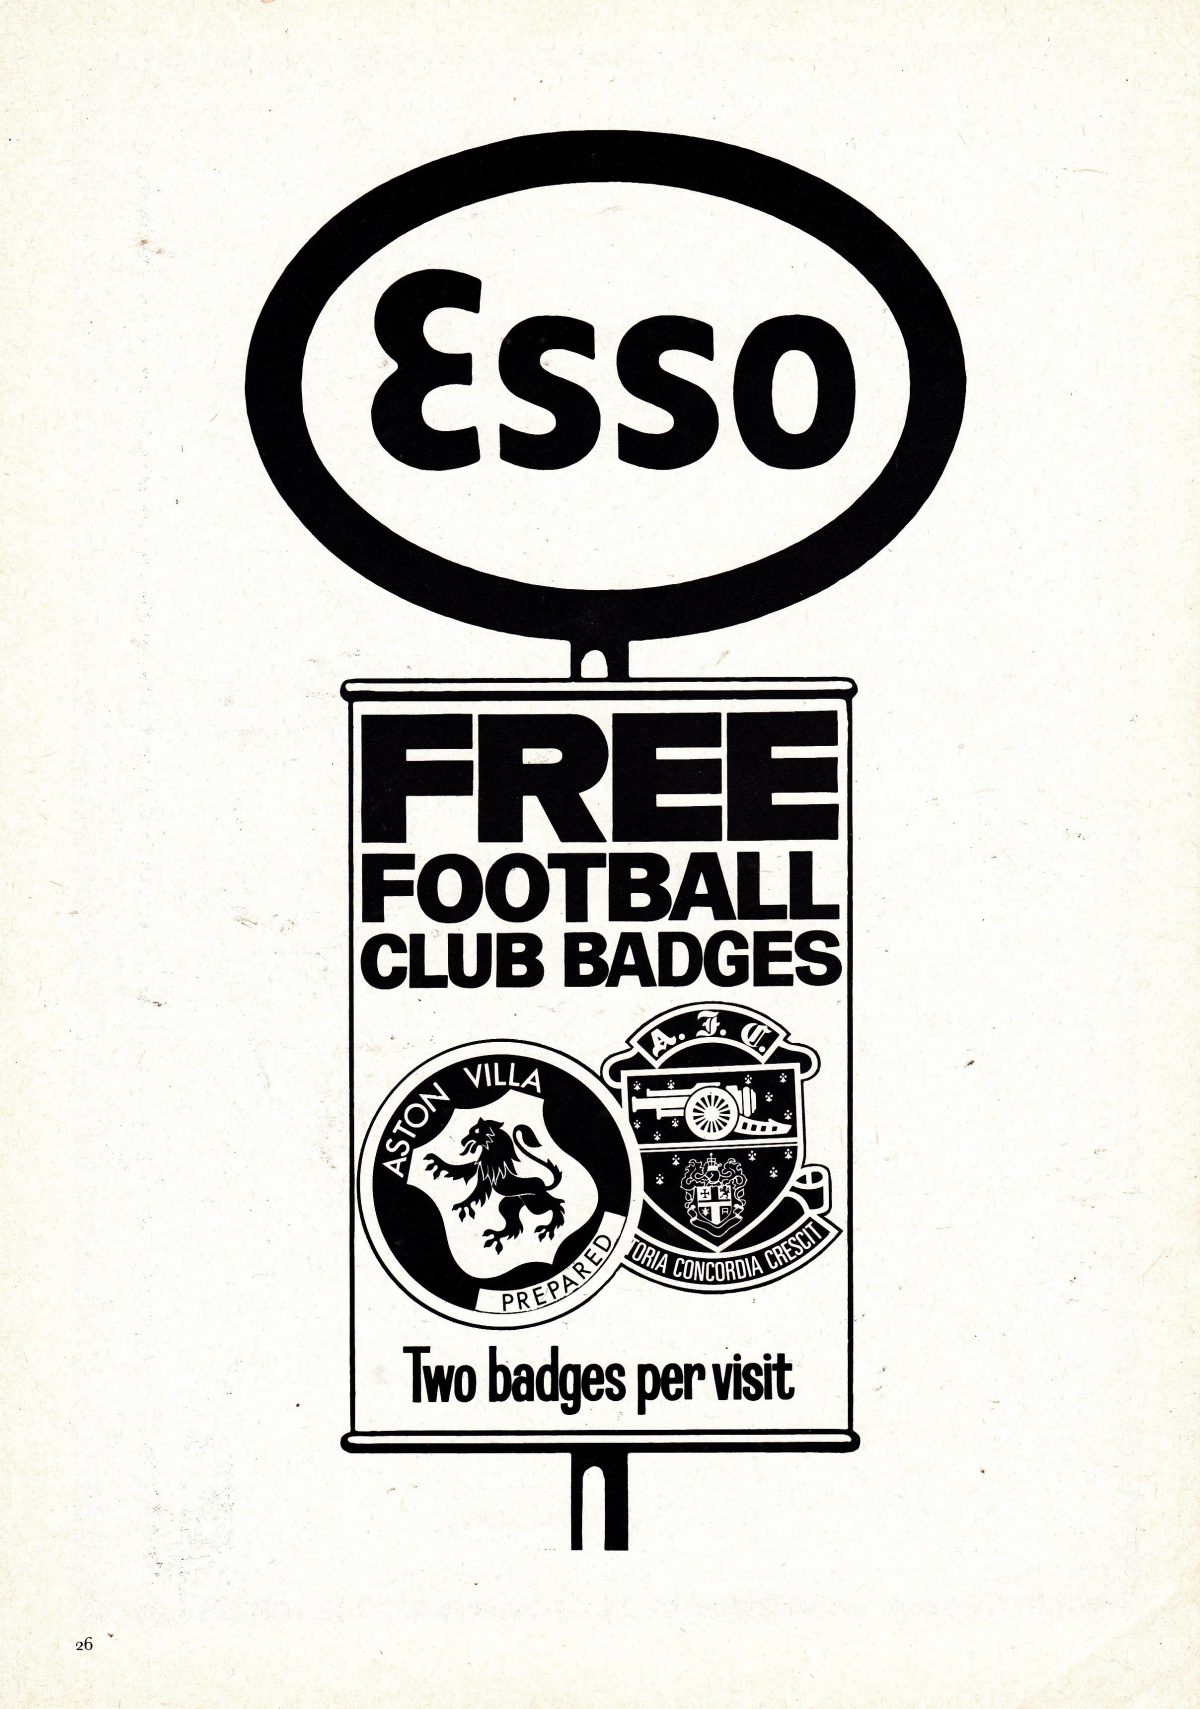 Esso
FREE
FOOTBALL
CLUB BADGES
A. F. C.
ASTON VILLA
PREPARED
TORIA CONCORDIA CRESCIT
Two badges per visit
26